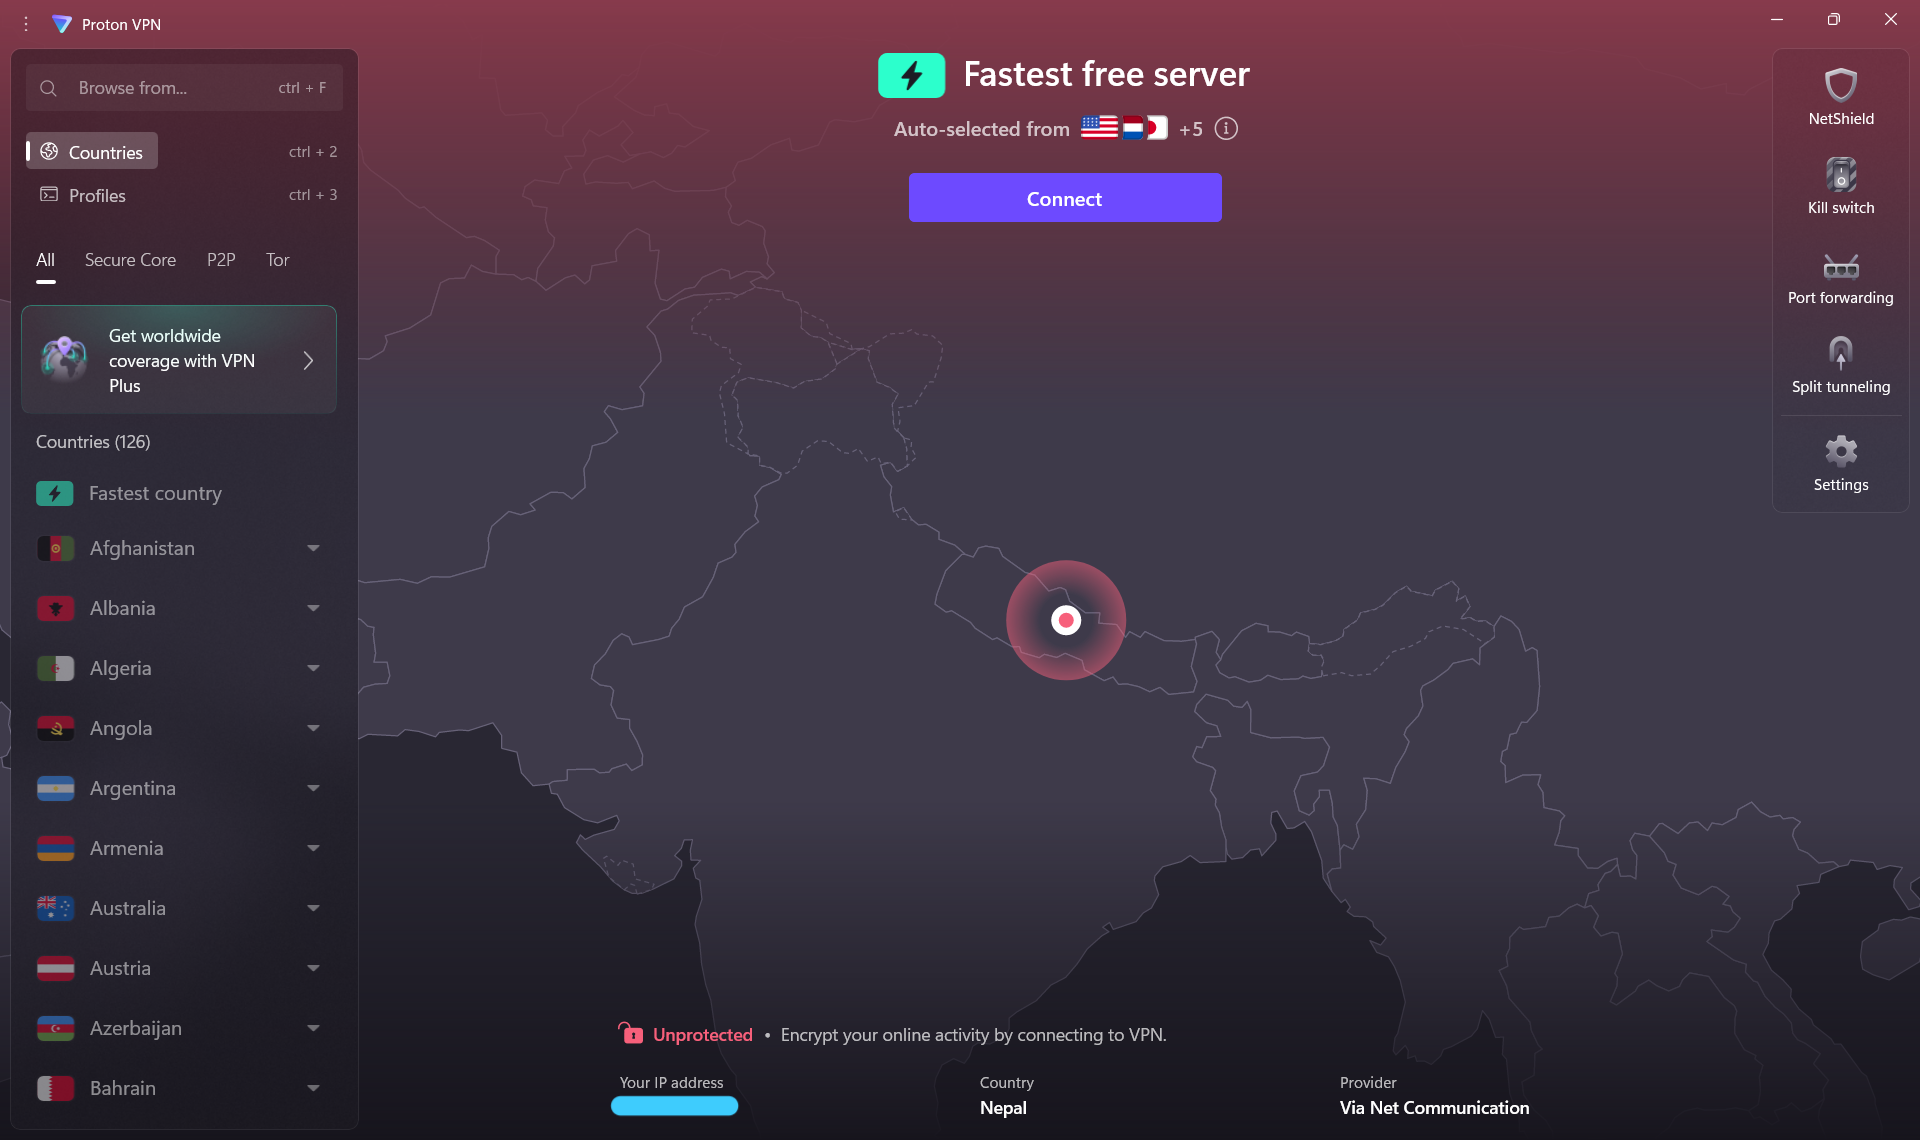 Proton VPN
Browse from...
ctrl + F
Countries
ctrl + 2
Profiles
ctrl + 3
All
Secure Core
P2P
Tor
Get worldwide
coverage with VPN
Plus
Countries (126)
Fastest country
Afghanistan
Albania
Algeria
Angola
Argentina
Armenia
Australia
Austria
Azerbaijan
Bahrain
Fastest free server
Auto-selected from +5
Connect
NetShield
Kill switch
Port forwarding
Split tunneling
Settings
Unprotected • Encrypt your online activity by connecting to VPN.
Your IP address
Country
Nepal
Provider
Via Net Communication